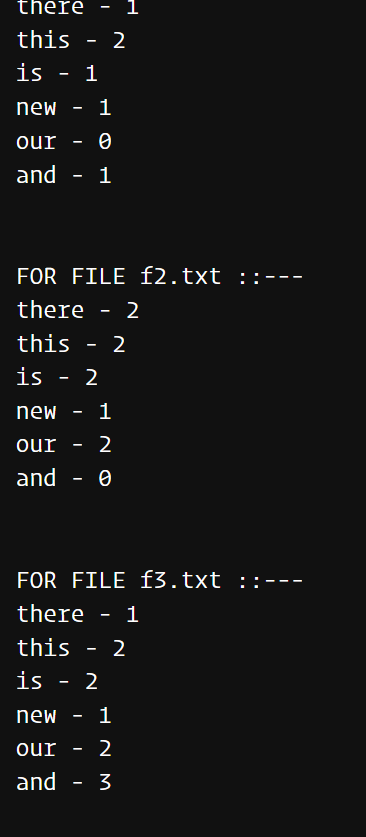 there - 1
this - 2
is - 1
new - 1
our - 0
and - 1
FOR FILE f2.txt ::---
there - 2
this - 2
is - 2
new - 1
our - 2
and - 0
FOR FILE f3.txt ::---
there - 1
this - 2
is - 2
new - 1
our - 2
and - 3